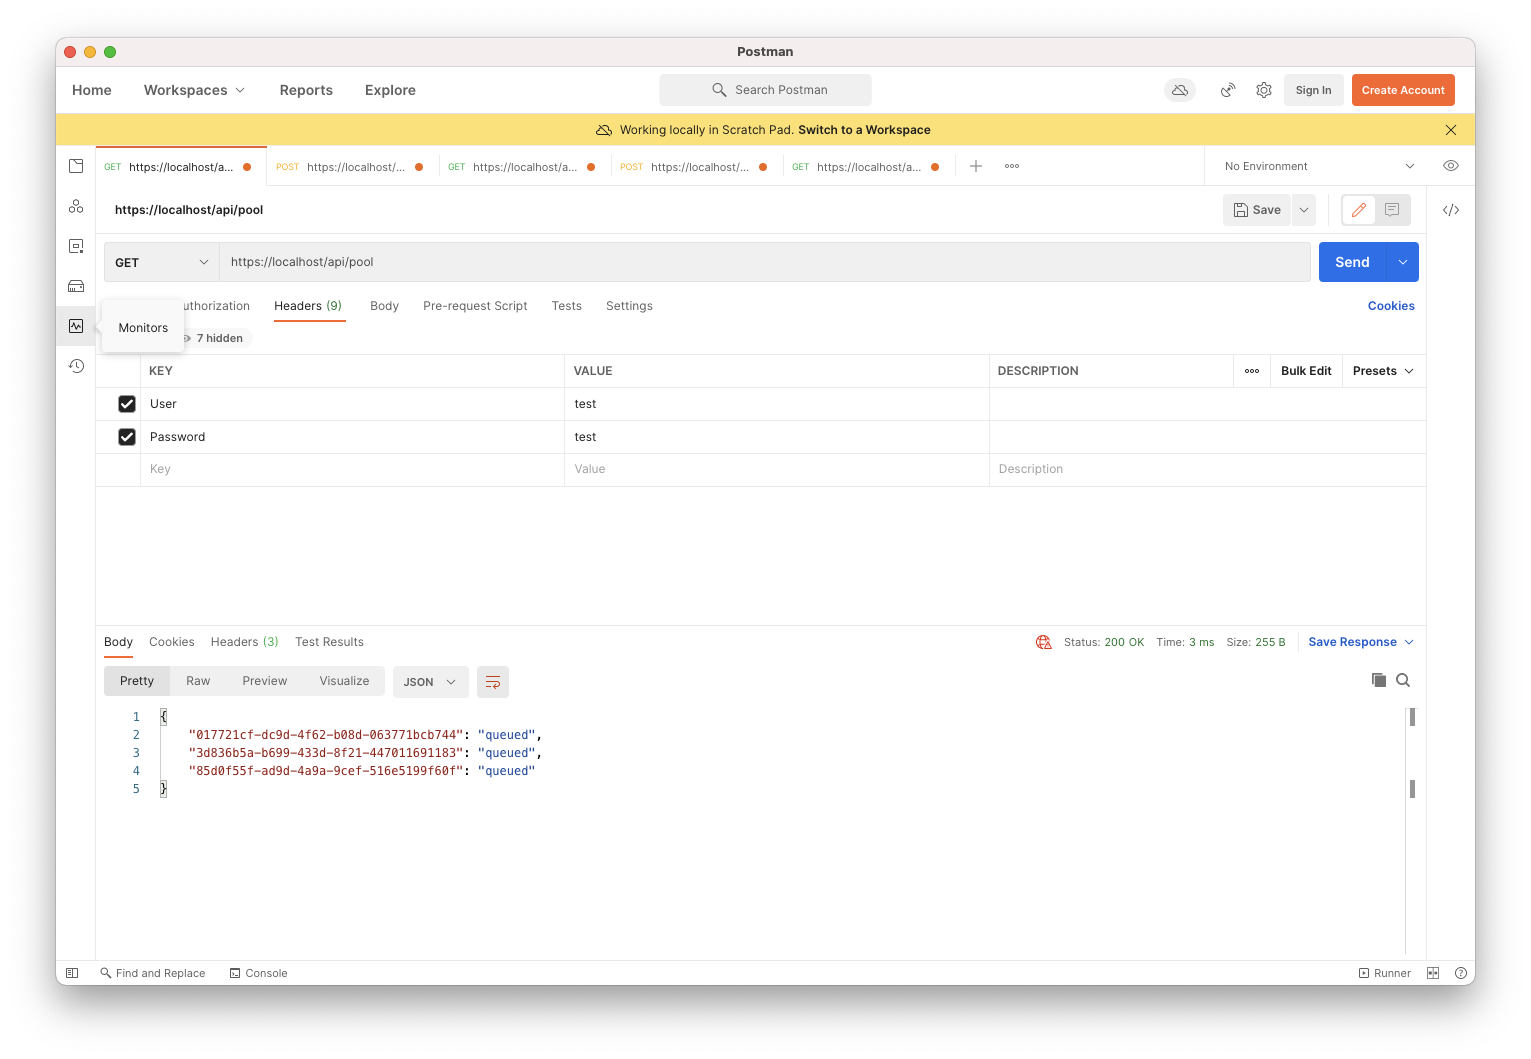 Postman
Home Workspaces Reports Explore Search Postman Sign In Create Account
Working locally in Scratch Pad. Switch to a Workspace
GET https://localhost/a... POST https://localhost/... GET https://localhost/a... POST https://localhost/... GET https://localhost/a... No Environment
https://localhost/api/pool Save
GET https://localhost/api/pool Send
uthorization Headers (9) Body Pre-request Script Tests Settings Cookies
Monitors
7 hidden
KEY VALUE DESCRIPTION Bulk Edit Presets
User test
Password test
Key Value Description
Body Cookies Headers (3) Test Results Status: 200 OK Time: 3 ms Size: 255 B Save Response
Pretty Raw Preview Visualize JSON
1 {
2 "017721cf-dc9d-4f62-b08d-063771bcb744": "queued",
3 "3d836b5a-b699-433d-8f21-447011691183": "queued",
4 "85d0f55f-ad9d-4a9a-9cef-516e5199f60f": "queued"
5 }
Find and Replace Console Runner